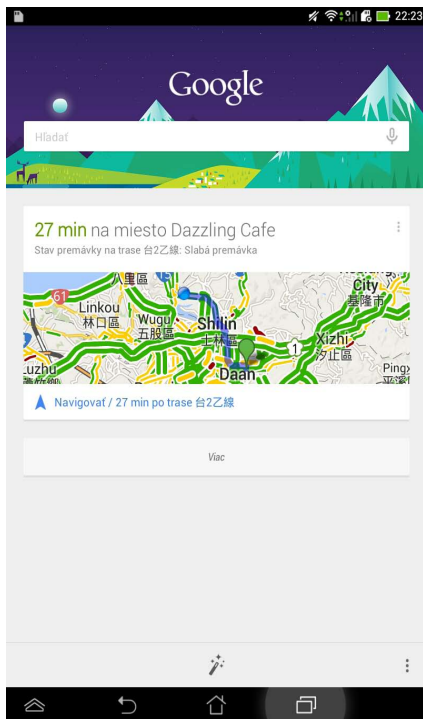 22:23
Google
Hľadať
27 min na miesto Dazzling Cafe
Stav premávky na trase 台2乙線: Slabá premávka
八里區
City
基隆市
61
Linkou
林口區
Wugu
五股區
Shilin
士林區
1
Xizhi
汐止區
Daan
Navigovať / 27 min po trase 台2乙線
Viac